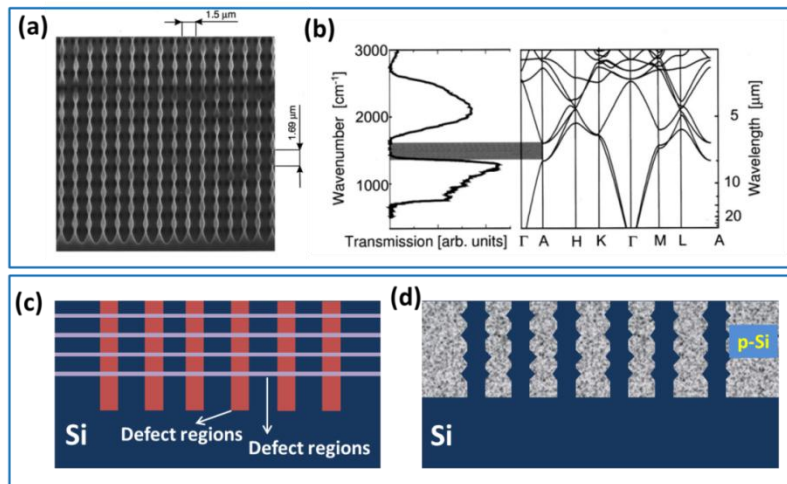 (a)
1.5 µm
1.69 µm
(b)
3000
2000
1000
Wavenumber [cm⁻¹]
Transmission [arb. units]
Γ A H K Γ M L A
5
10
20
Wavelength [µm]
(c)
Si
Defect regions
Defect regions
(d)
p-Si
Si